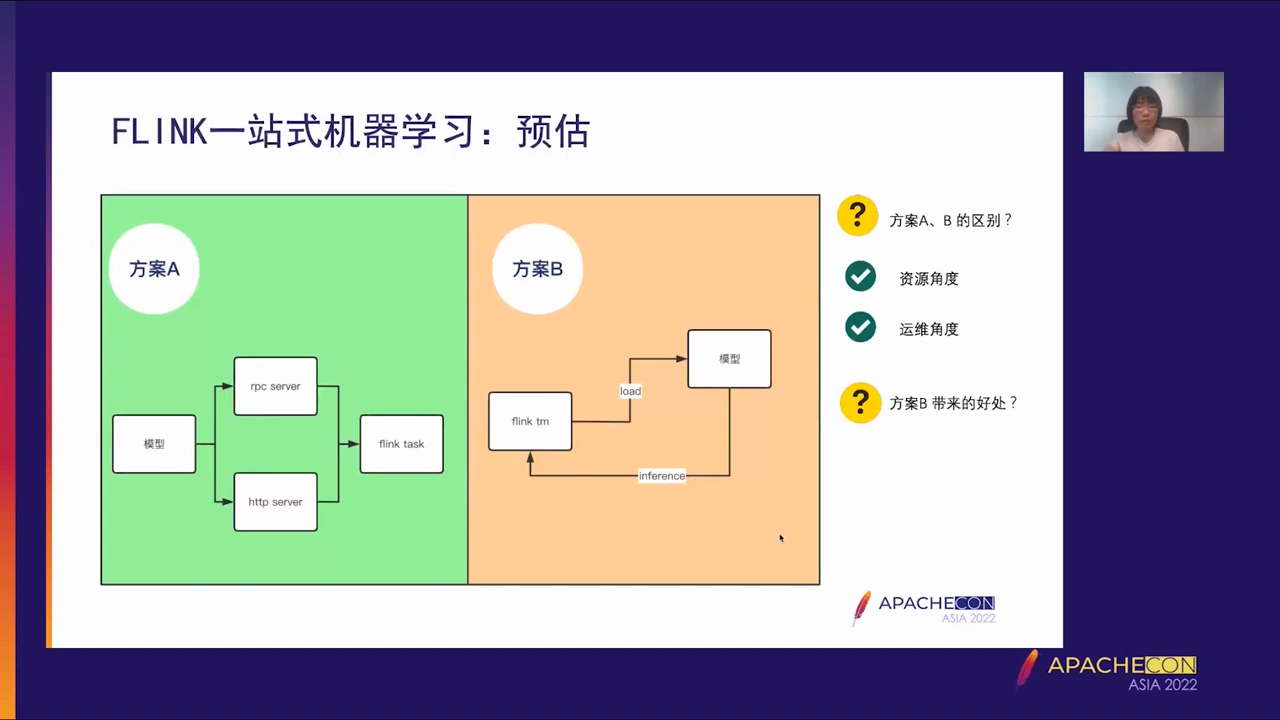 FLINK一站式机器学习：预估
方案A
rpc server
模型
flink task
http server
方案B
模型
load
flink tm
inference
方案A、B 的区别？
资源角度
运维角度
方案B 带来的好处？
APACHECON
ASIA 2022
APACHECON
ASIA 2022